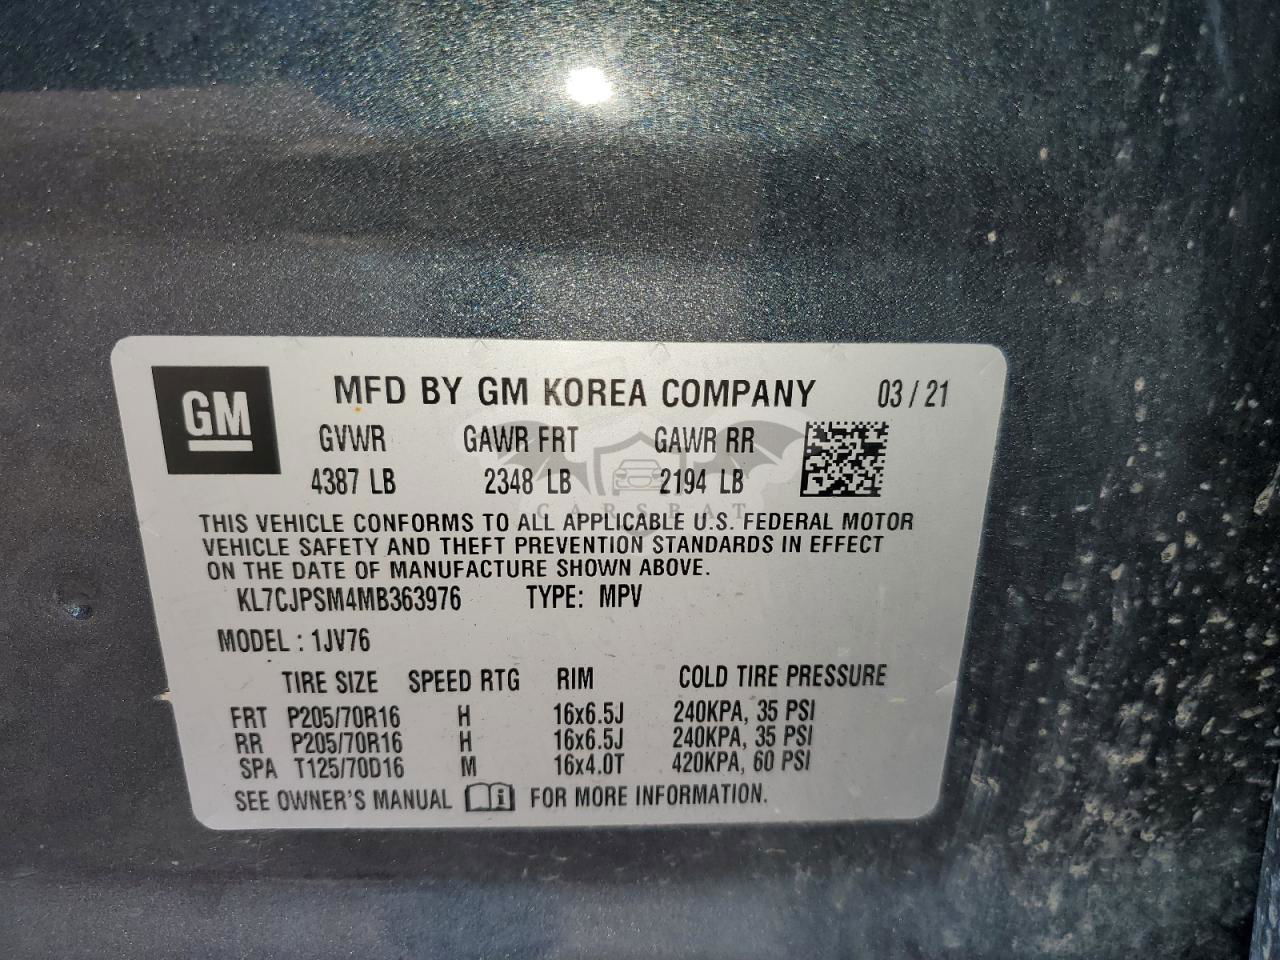 GM
MFD BY GM KOREA COMPANY 03 / 21
GVWR GAWR FRT GAWR RR
4387 LB 2348 LB 2194 LB
CARSBAT
THIS VEHICLE CONFORMS TO ALL APPLICABLE U.S. FEDERAL MOTOR
VEHICLE SAFETY AND THEFT PREVENTION STANDARDS IN EFFECT
ON THE DATE OF MANUFACTURE SHOWN ABOVE.
KL7CJPSM4MB363976 TYPE: MPV
MODEL : 1JV76
TIRE SIZE SPEED RTG RIM COLD TIRE PRESSURE
FRT P205/70R16 H 16x6.5J 240KPA, 35 PSI
RR P205/70R16 H 16x6.5J 240KPA, 35 PSI
SPA T125/70D16 M 16x4.0T 420KPA, 60 PSI
SEE OWNER'S MANUAL FOR MORE INFORMATION.